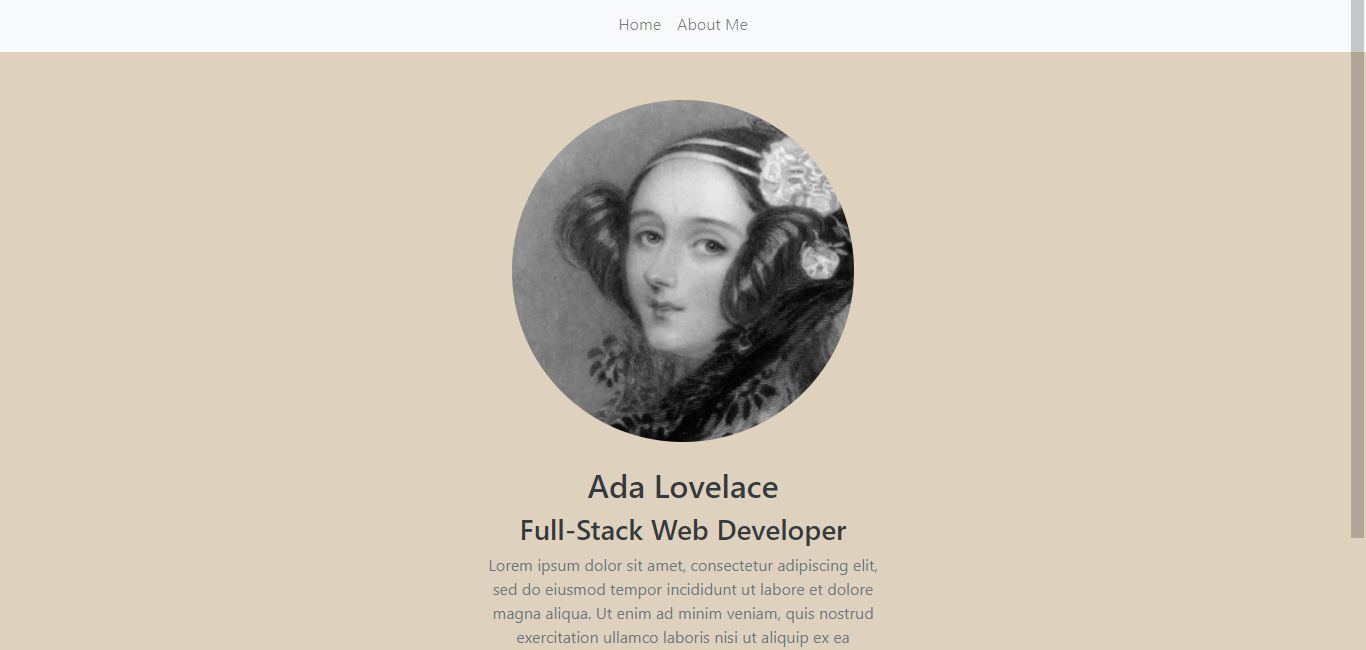 Home About Me
Ada Lovelace
Full-Stack Web Developer
Lorem ipsum dolor sit amet, consectetur adipiscing elit,
sed do eiusmod tempor incididunt ut labore et dolore
magna aliqua. Ut enim ad minim veniam, quis nostrud
exercitation ullamco laboris nisi ut aliquip ex ea